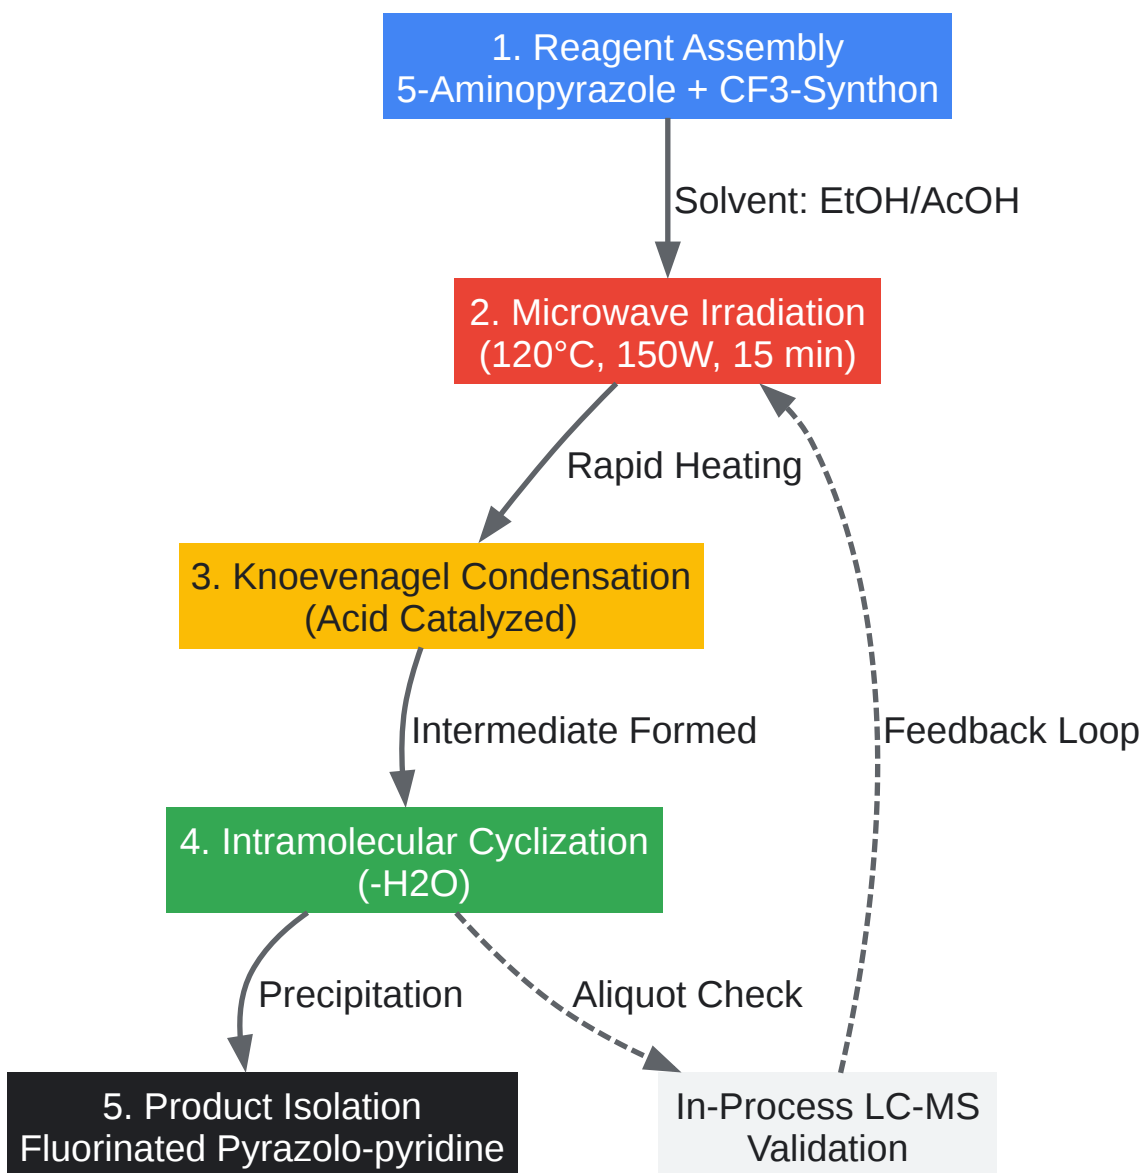 1. Reagent Assembly
5-Aminopyrazole + CF3-Synthon
Solvent: EtOH/AcOH
2. Microwave Irradiation
(120°C, 150W, 15 min)
Rapid Heating
3. Knoevenagel Condensation
(Acid Catalyzed)
Intermediate Formed
Feedback Loop
4. Intramolecular Cyclization
(-H2O)
Precipitation
Aliquot Check
5. Product Isolation
Fluorinated Pyrazolo-pyridine
In-Process LC-MS
Validation